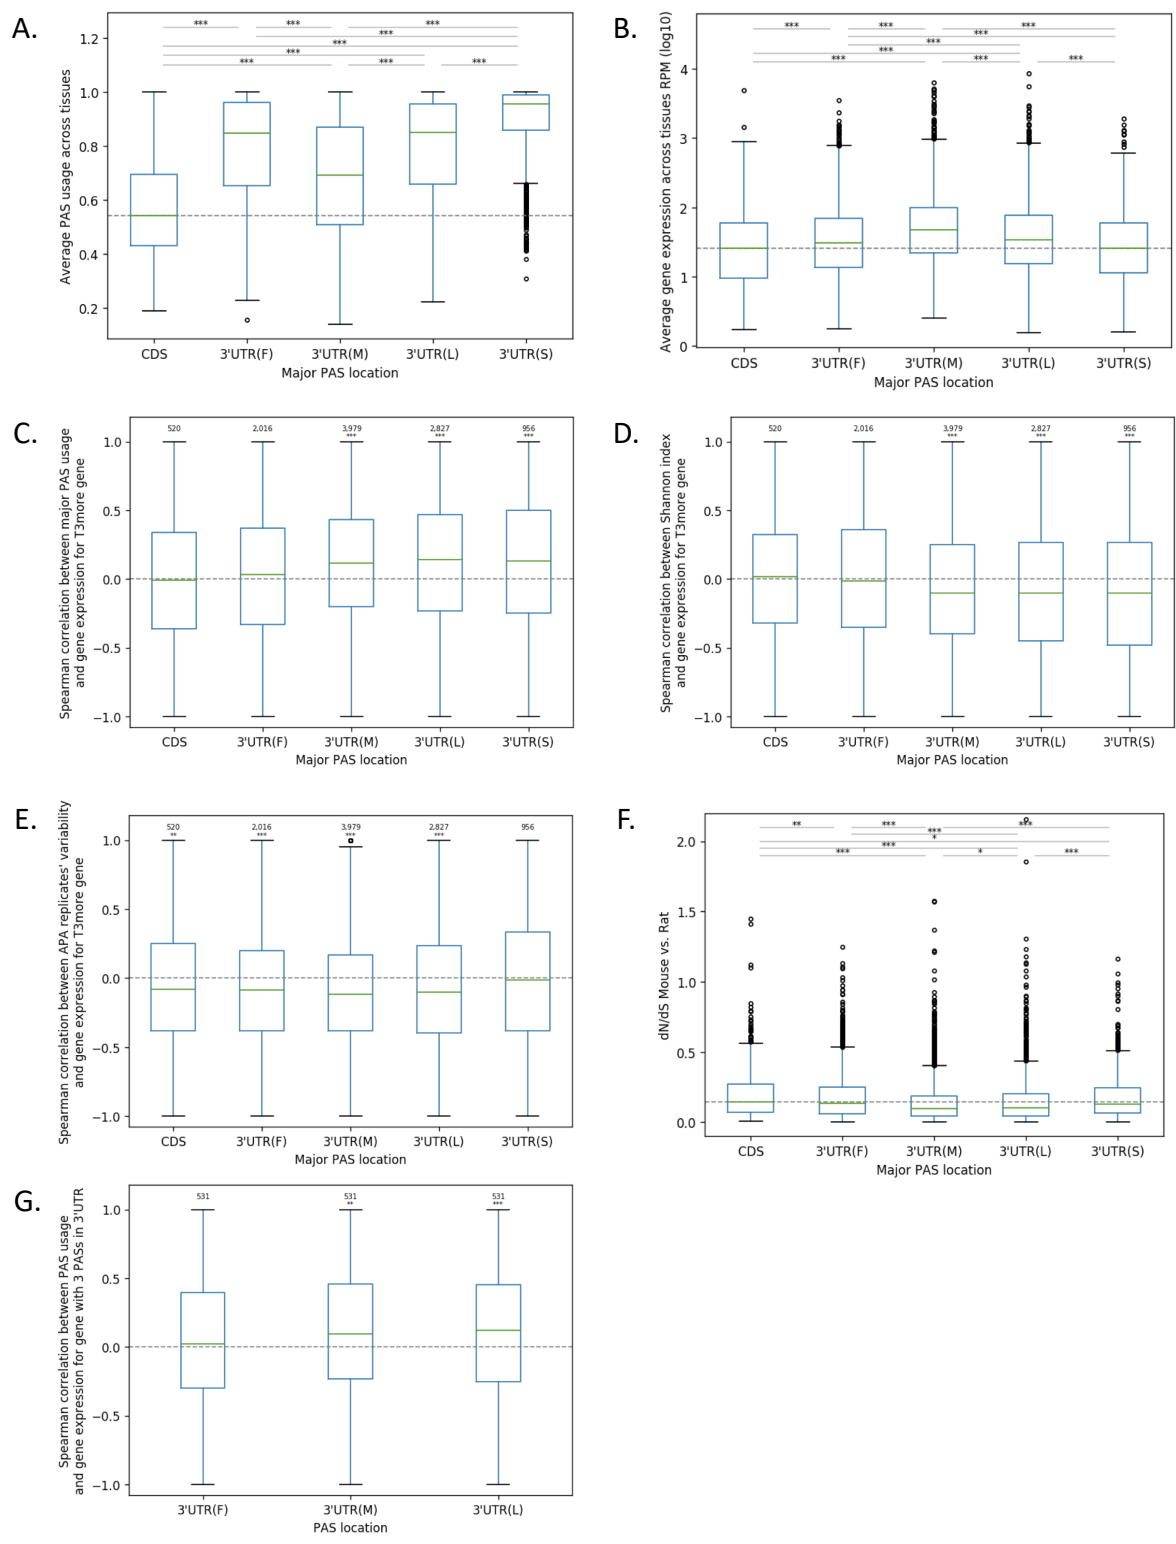 A.
Average PAS usage across tissues
1.2
1.0
0.8
0.6
0.4
0.2
*** *** ***
***
***
***
*** *** ***
CDS 3'UTR(F) 3'UTR(M) 3'UTR(L) 3'UTR(S)
Major PAS location
B.
Average gene expression across tissues RPM (log10)
4
3
2
1
0
*** *** ***
***
***
***
*** *** ***
CDS 3'UTR(F) 3'UTR(M) 3'UTR(L) 3'UTR(S)
Major PAS location
C.
Spearman correlation between major PAS usage
and gene expression for T3more gene
1.0
0.5
0.0
−0.5
−1.0
520 2,016 3,979 2,827 956
*** *** ***
CDS 3'UTR(F) 3'UTR(M) 3'UTR(L) 3'UTR(S)
Major PAS location
D.
Spearman correlation between Shannon index
and gene expression for T3more gene
1.0
0.5
0.0
−0.5
−1.0
520 2,016 3,979 2,827 956
*** *** ***
CDS 3'UTR(F) 3'UTR(M) 3'UTR(L) 3'UTR(S)
Major PAS location
E.
Spearman correlation between APA replicates' variability
and gene expression for T3more gene
1.0
0.5
0.0
−0.5
−1.0
520 2,016 3,979 2,827 956
** *** *** ***
CDS 3'UTR(F) 3'UTR(M) 3'UTR(L) 3'UTR(S)
Major PAS location
F.
dN/dS Mouse vs. Rat
2.0
1.5
1.0
0.5
0.0
** *** ***
***
*
***
*** * ***
CDS 3'UTR(F) 3'UTR(M) 3'UTR(L) 3'UTR(S)
Major PAS location
G.
Spearman correlation between PAS usage
and gene expression for gene with 3 PASs in 3'UTR
1.0
0.5
0.0
−0.5
−1.0
531 531 531
** ***
3'UTR(F) 3'UTR(M) 3'UTR(L)
PAS location